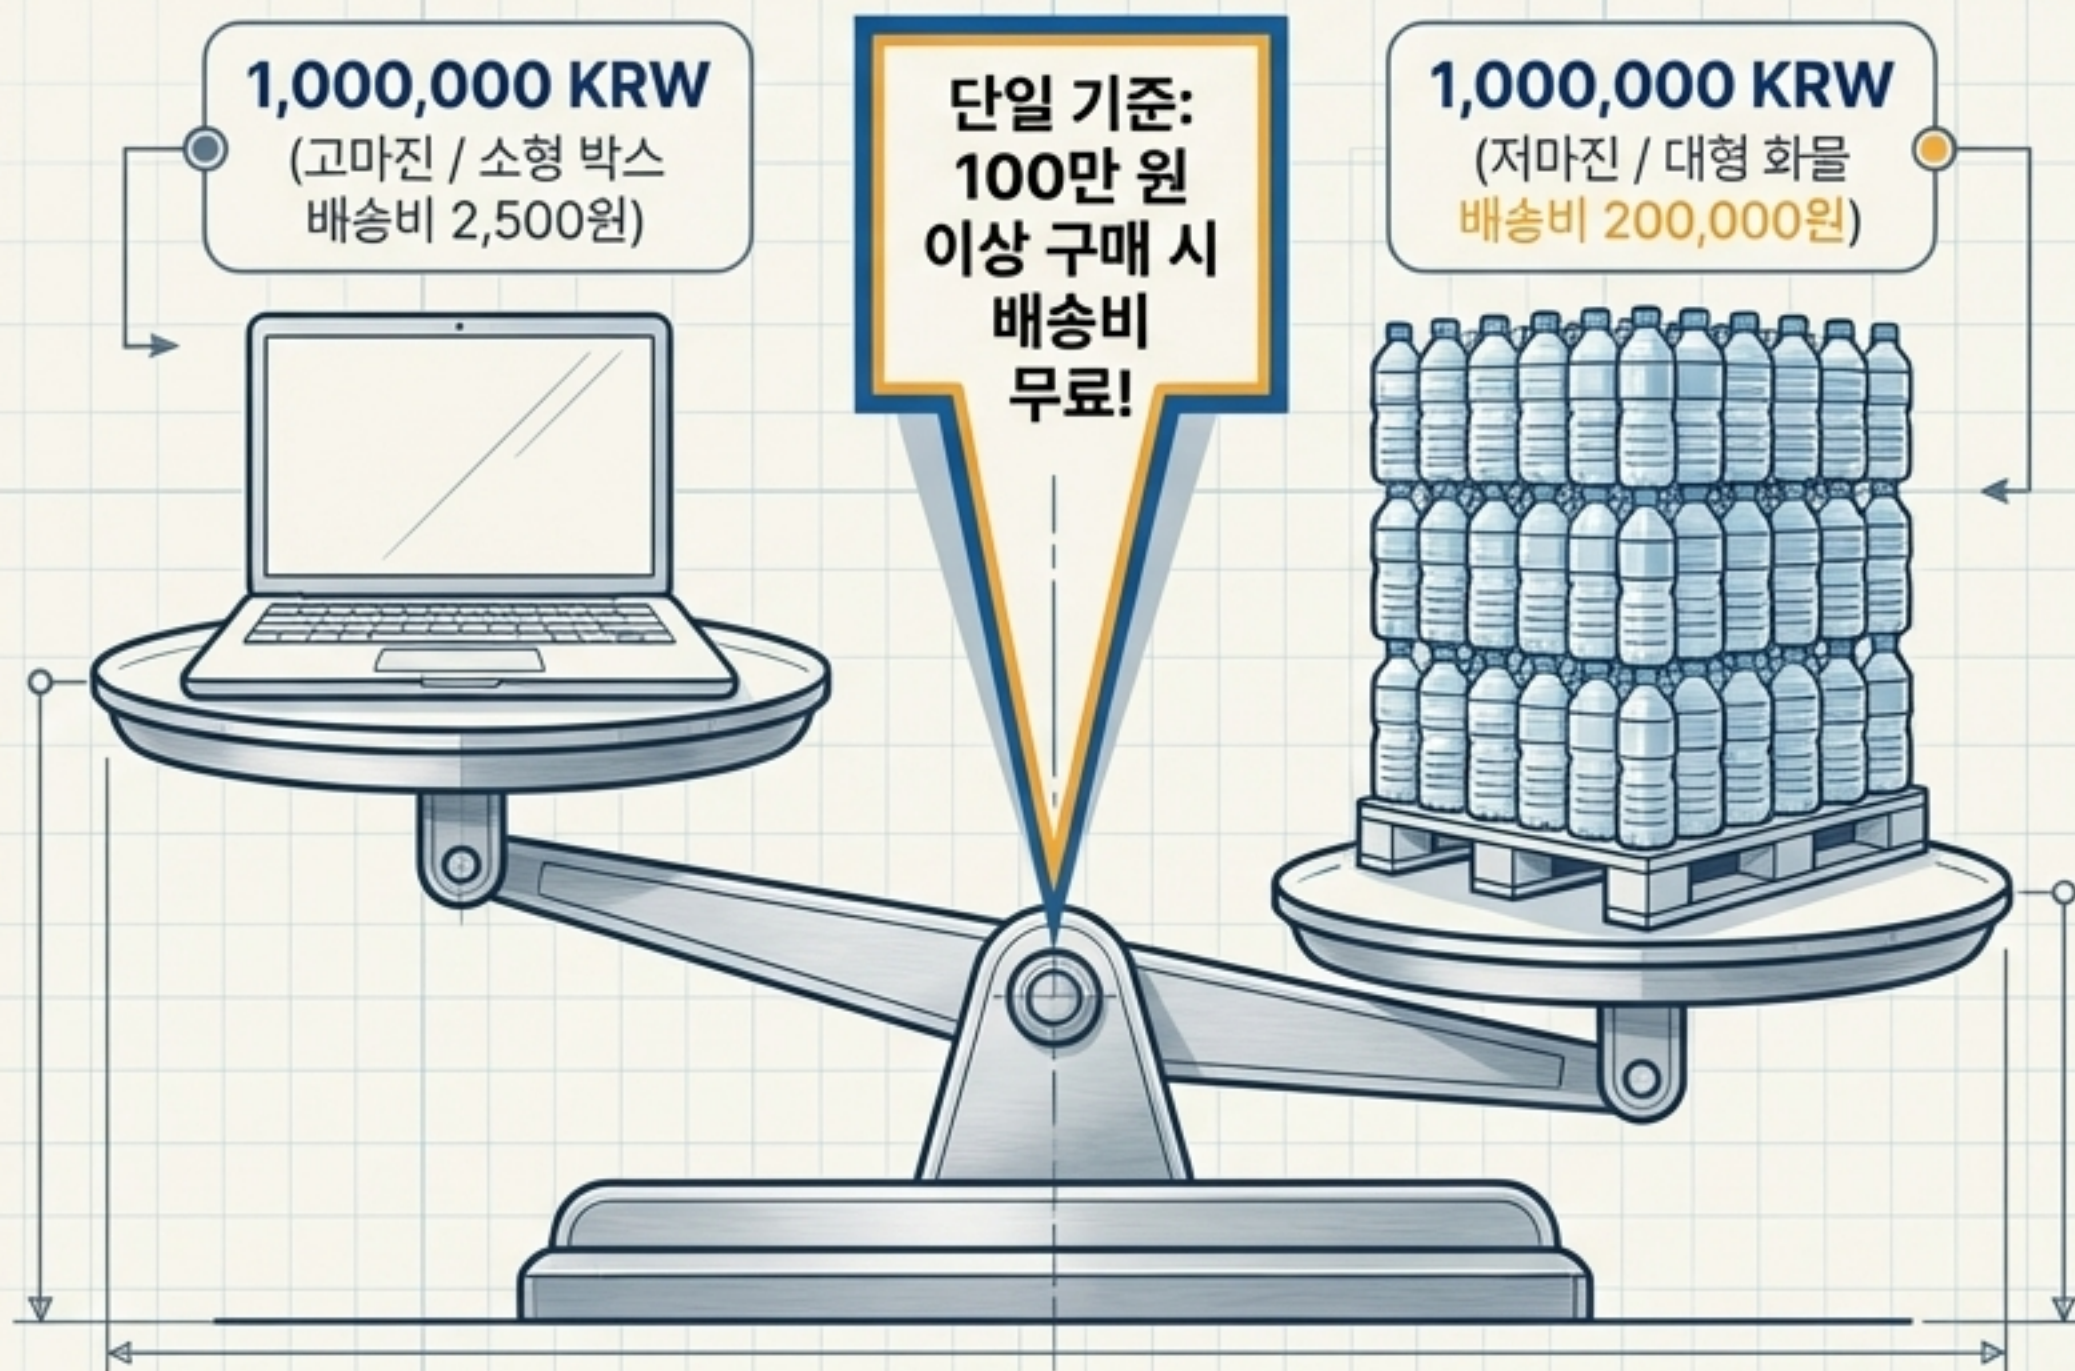 1,000,000 KRW
(고마진 / 소형 박스
배송비 2,500원)
단일 기준:
100만 원
이상 구매 시
배송비
무료!
1,000,000 KRW
(저마진 / 대형 화물
배송비 200,000원)